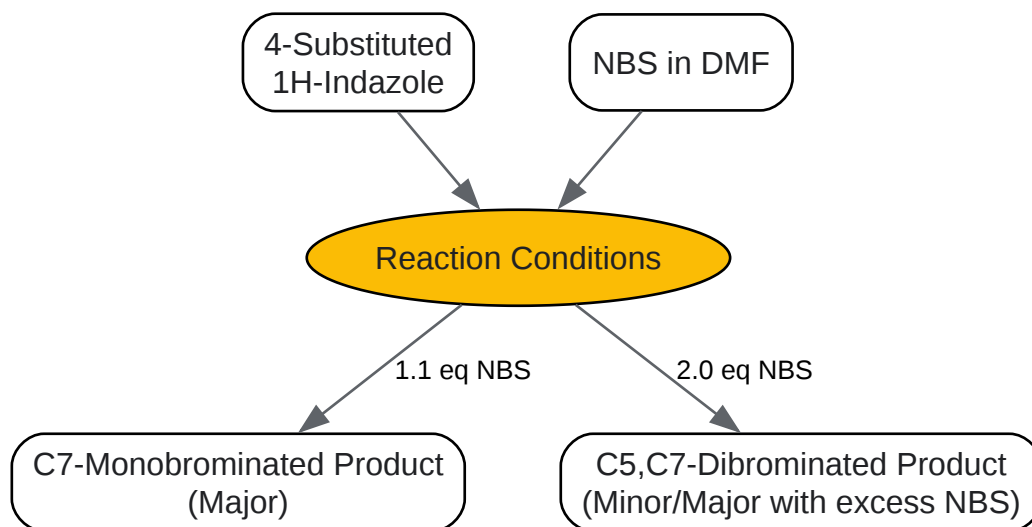 4-Substituted
1H-Indazole
NBS in DMF
Reaction Conditions
1.1 eq NBS
2.0 eq NBS
C7-Monobrominated Product
(Major)
C5,C7-Dibrominated Product
(Minor/Major with excess NBS)